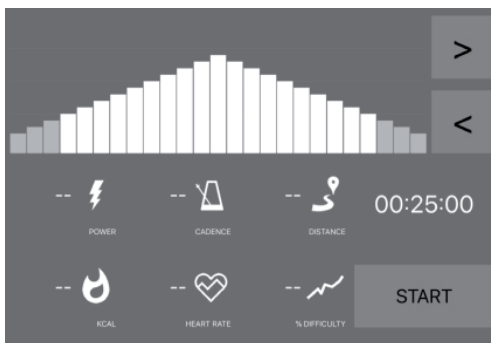 >
<
-- -- -- 00:25:00
POWER CADENCE DISTANCE
-- -- --
KCAL HEART RATE % DIFFICULTY
START